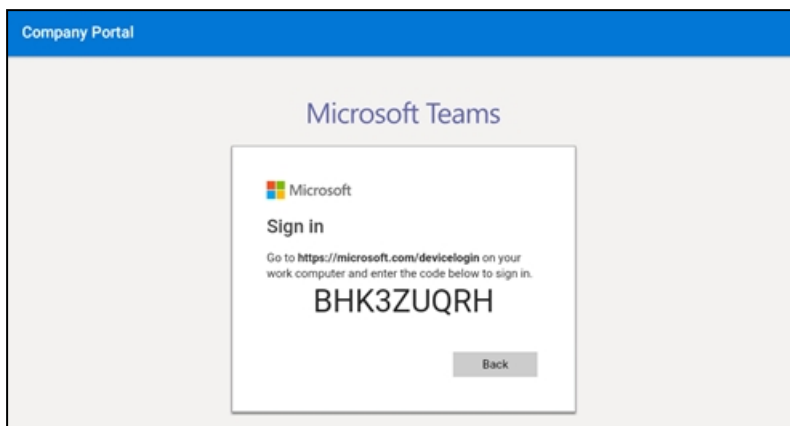 Company Portal
Microsoft Teams
Microsoft
Sign in
Go to https://microsoft.com/devicelogin on your
work computer and enter the code below to sign in.
BHK3ZUQRH
Back